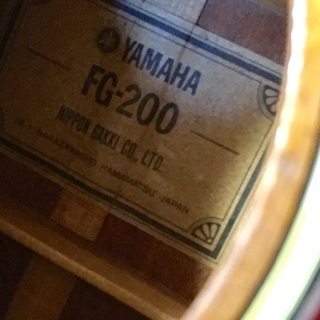 YAMAHA
FG-200
NIPPON GAKKI CO., LTD.
HAMAMATSU JAPAN